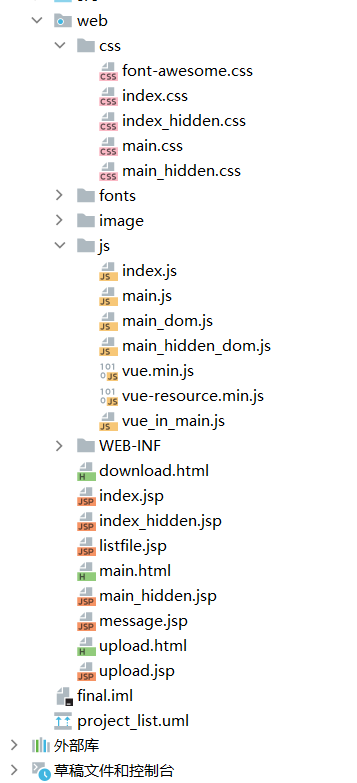 web
css
font-awesome.css
index.css
index_hidden.css
main.css
main_hidden.css
fonts
image
js
index.js
main.js
main_dom.js
main_hidden_dom.js
vue.min.js
vue-resource.min.js
vue_in_main.js
WEB-INF
download.html
index.jsp
index_hidden.jsp
listfile.jsp
main.html
main_hidden.jsp
message.jsp
upload.html
upload.jsp
final.iml
project_list.uml
外部库
草稿文件和控制台